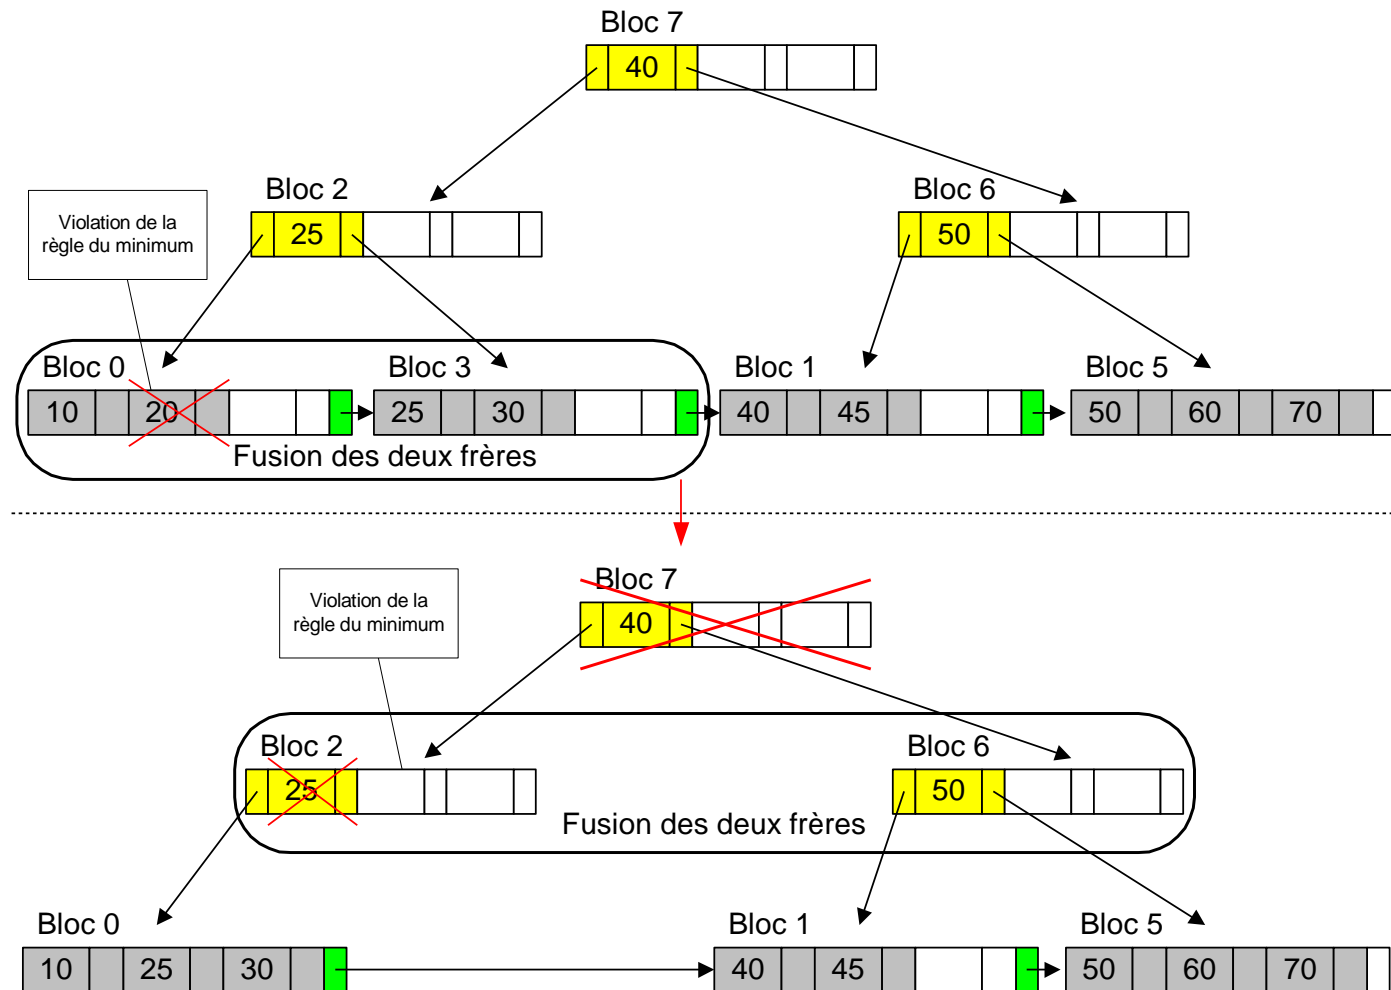 Bloc 7
40
Bloc 2
Bloc 6
Violation de la
règle du minimum
25
50
Bloc 0
Bloc 3
Bloc 1
Bloc 5
10 20
25 30
40 45
50 60 70
Fusion des deux frères
Bloc 7
Violation de la
règle du minimum
40
Bloc 2
Bloc 6
25
50
Fusion des deux frères
Bloc 0
Bloc 1
Bloc 5
10 25 30
40 45
50 60 70